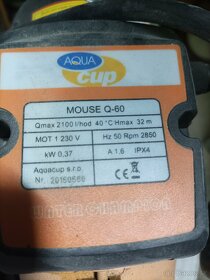 AQUA
cup
MOUSE Q-60
Qmax 2100 l/hod 40 °C Hmax 32 m
MOT 1 230 V Hz 50 Rpm 2850
kW 0,37 A 1.6 IPX4
Aquacup s.r.o
Nr.